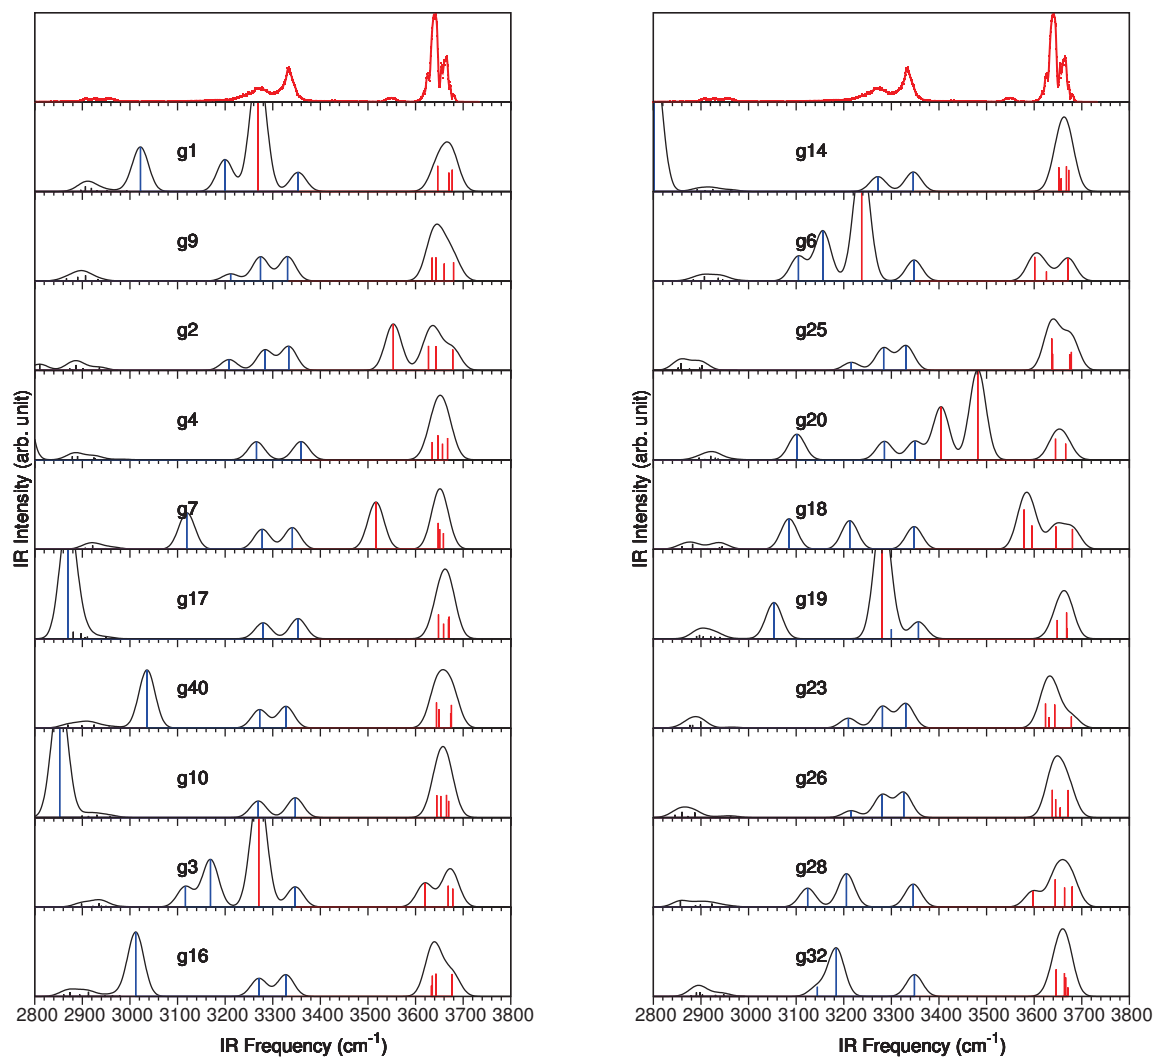 g1
g9
g2
g4
g7
g17
g40
g10
g3
g16
IR Intensity (arb. unit)
2800 2900 3000 3100 3200 3300 3400 3500 3600 3700 3800
IR Frequency (cm-1)
g14
g6
g25
g20
g18
g19
g23
g26
g28
g32
IR Intensity (arb. unit)
2800 2900 3000 3100 3200 3300 3400 3500 3600 3700 3800
IR Frequency (cm-1)